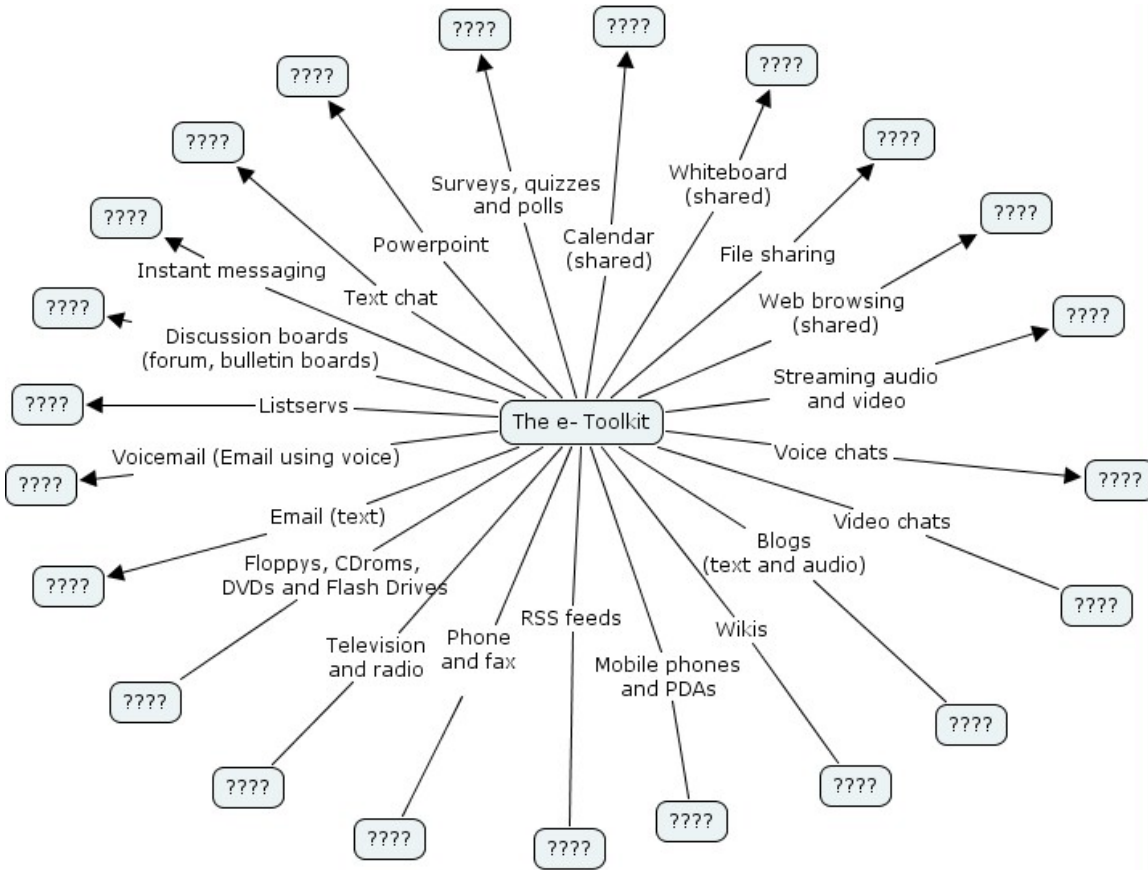 ????
????
????
????
????
????
????
Surveys, quizzes
and polls
Whiteboard
(shared)
????
????
Powerpoint
Calendar
(shared)
File sharing
Instant messaging
Text chat
Web browsing
(shared)
????
????
Discussion boards
(forum, bulletin boards)
Streaming audio
and video
????
Listservs
The e- Toolkit
Voicemail (Email using voice)
Voice chats
????
????
Email (text)
Video chats
Blogs
(text and audio)
????
Floppys, CDroms,
DVDs and Flash Drives
????
RSS feeds
Wikis
Phone
and fax
Television
and radio
Mobile phones
and PDAs
????
????
????
????
????
????
????